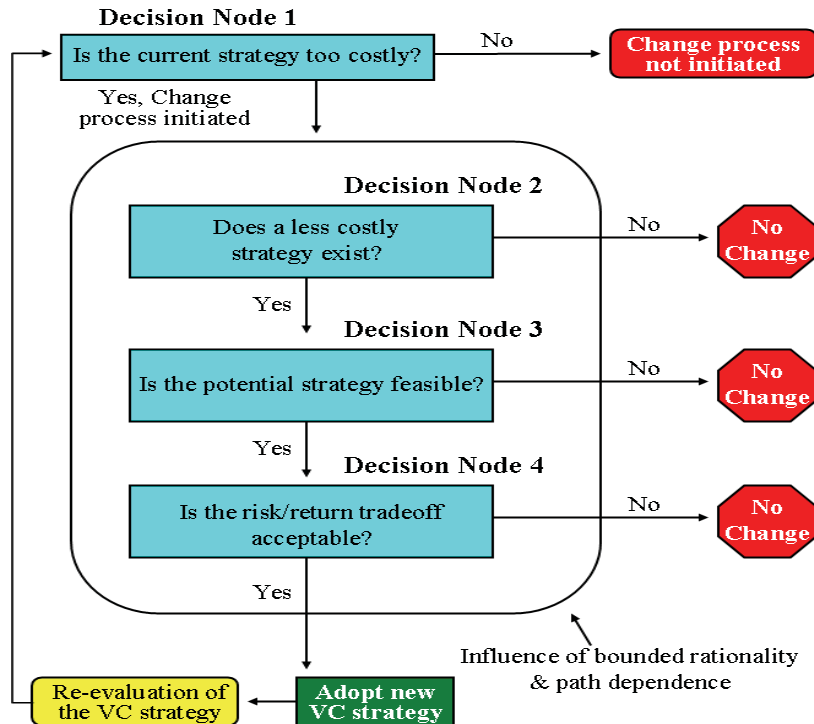 Decision Node 1
Is the current strategy too costly?
No
Change process
not initiated
Yes, Change
process initiated
Decision Node 2
Does a less costly
strategy exist?
No
No
Change
Yes
Decision Node 3
Is the potential strategy feasible?
No
No
Change
Yes
Decision Node 4
Is the risk/return tradeoff
acceptable?
No
No
Change
Yes
Influence of bounded rationality
& path dependence
Re-evaluation of
the VC strategy
Adopt new
VC strategy